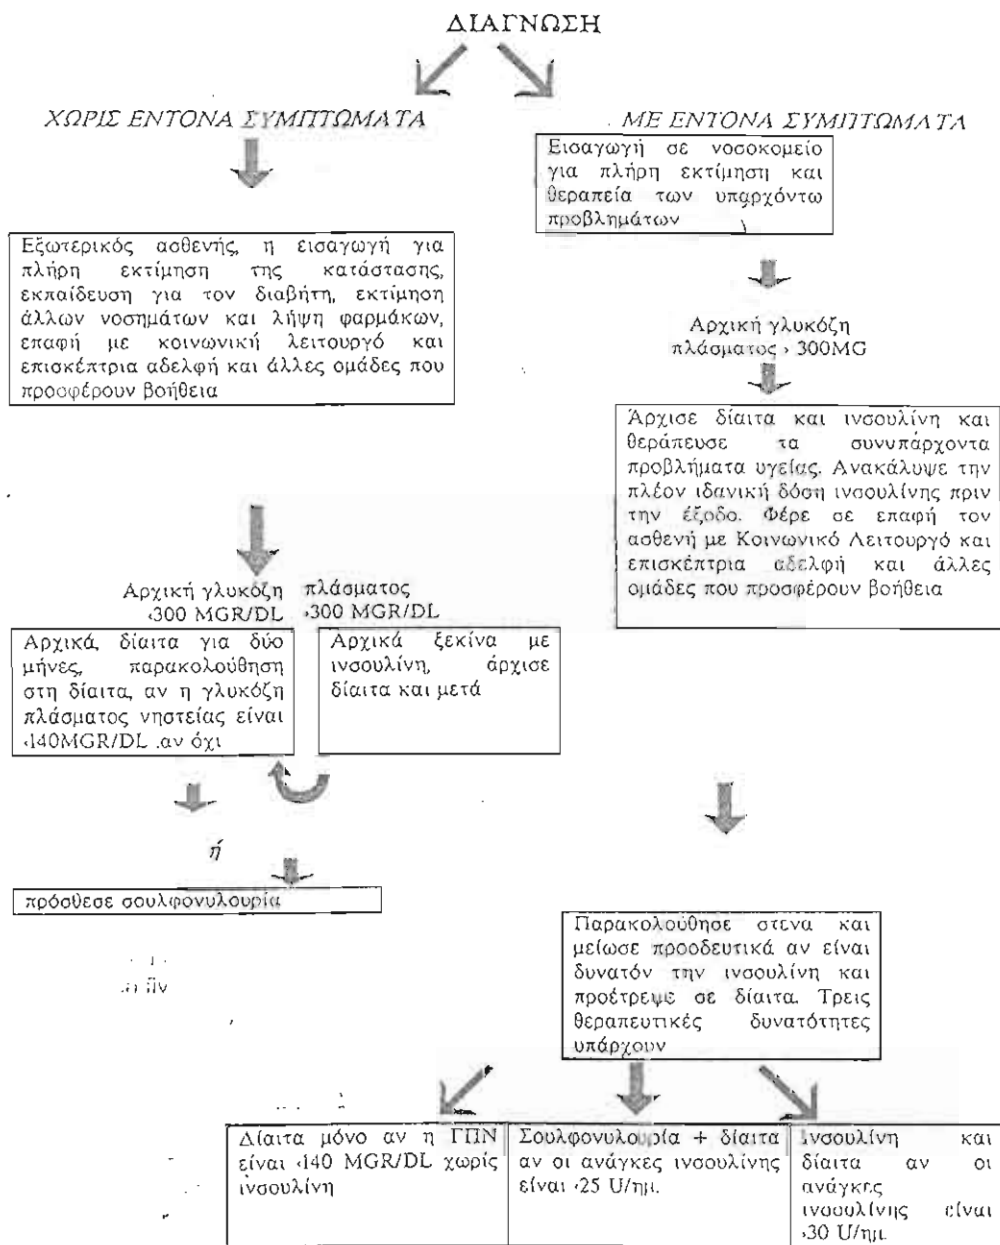 ΔΙΑΓΝΩΣΗ
ΧΩΡΙΣ ΕΝΤΟΝΑ ΣΥΜΠΤΩΜΑΤΑ
ΜΕ ΕΝΤΟΝΑ ΣΥΜΠΤΩΜΑΤΑ
Εισαγωγή σε νοσοκομείο
για πλήρη εκτίμηση και
θεραπεία των υπαρχόντω
προβλημάτων
Εξωτερικός ασθενής, η εισαγωγή για
πλήρη εκτίμηση της κατάστασης,
εκπαίδευση για τον διαβήτη, εκτίμηση
άλλων νοσημάτων και λήψη φαρμάκων,
επαφή με κοινωνική λειτουργό και
επισκέπτρια αδελφή και άλλες ομάδες που
προσφέρουν βοήθεια
Αρχική γλυκόζη
πλάσματος › 300MG
Άρχισε δίαιτα και ινσουλίνη και
θεράπευσε τα συνυπάρχοντα
προβλήματα υγείας. Ανακάλυψε την
πλέον ιδανική δόση ινσουλίνης πριν
την έξοδο. Φέρε σε επαφή τον
ασθενή με Κοινωνικό Λειτουργό και
επισκέπτρια αδελφή και άλλες
ομάδες που προσφέρουν βοήθεια
Αρχική γλυκόζη πλάσματος
‹300 MGR/DL ›300 MGR/DL
Αρχικά, δίαιτα για δύο
μήνες, παρακολούθηση
στη δίαιτα, αν η γλυκόζη
πλάσματος νηστείας είναι
‹140MGR/DL .αν όχι
Αρχικά ξεκίνα με
ινσουλίνη, άρχισε
δίαιτα και μετά
ή
πρόσθεσε σουλφονυλουρία
Παρακολούθησε στενα και
μείωσε προοδευτικά αν είναι
δυνατόν την ινσουλίνη και
προέτρεψε σε δίαιτα. Τρεις
θεραπευτικές δυνατότητες
υπάρχουν
Δίαιτα μόνο αν η ΓΠΝ
είναι ‹140 MGR/DL χωρίς
ινσουλίνη
Σουλφονυλουρία + δίαιτα
αν οι ανάγκες ινσουλίνης
είναι ‹25 U/ημ.
Ινσουλίνη και
δίαιτα αν οι
ανάγκες
ινσουλίνης είναι
›30 U/ημ.